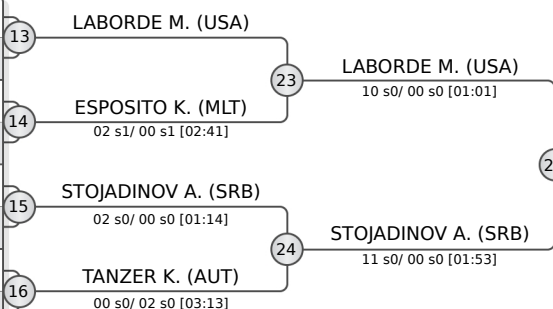 LABORDE M. (USA)
13
23
LABORDE M. (USA)
10 s0/ 00 s0 [01:01]
ESPOSITO K. (MLT)
14
02 s1/ 00 s1 [02:41]
STOJADINOV A. (SRB)
15
02 s0/ 00 s0 [01:14]
24
STOJADINOV A. (SRB)
11 s0/ 00 s0 [01:53]
TANZER K. (AUT)
16
00 s0/ 02 s0 [03:13]